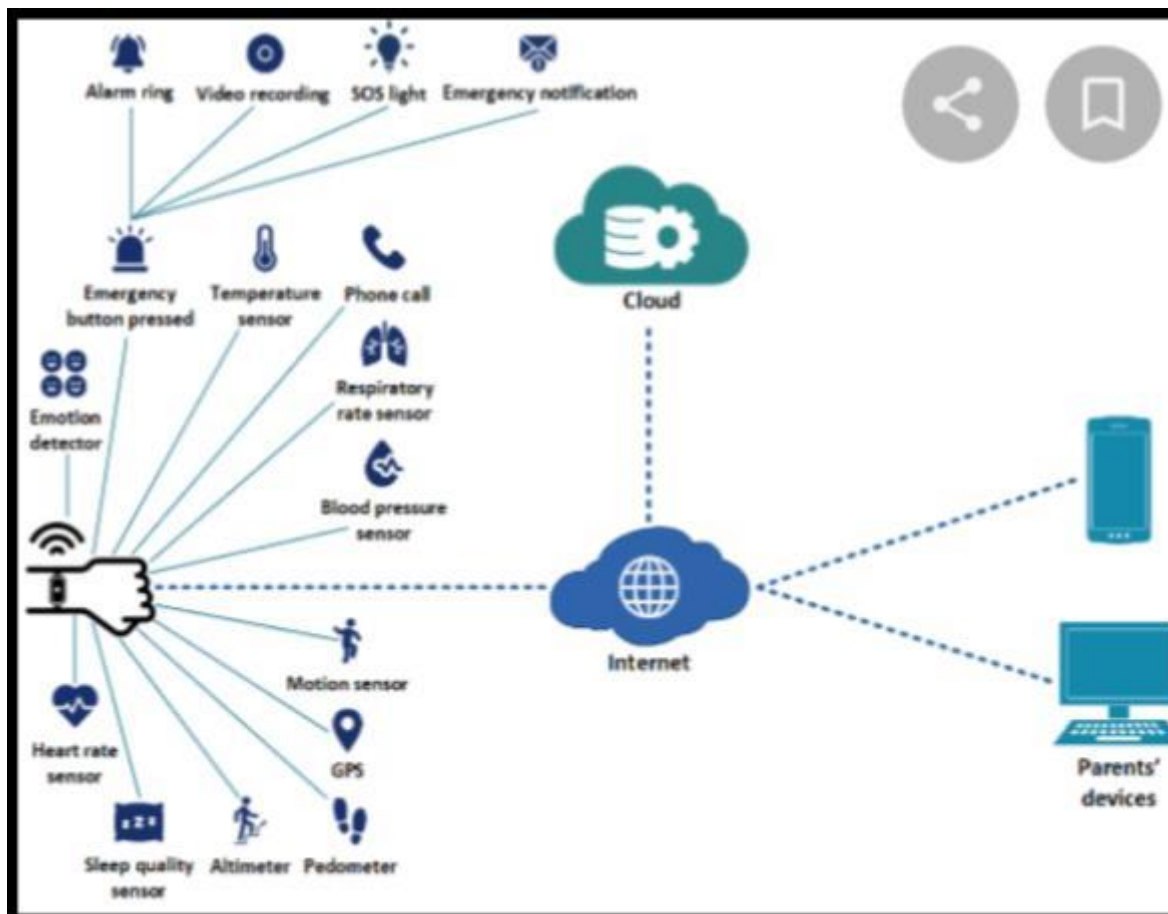 Alarm ring
Video recording
SOS light
Emergency notification
Emergency
button pressed
Temperature
sensor
Phone call
Cloud
Emotion
detector
Respiratory
rate sensor
Blood pressure
sensor
Internet
Motion sensor
Heart rate
sensor
GPS
Parents'
devices
Sleep quality
sensor
Altimeter
Pedometer